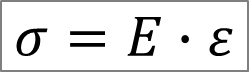 σ = E · ε